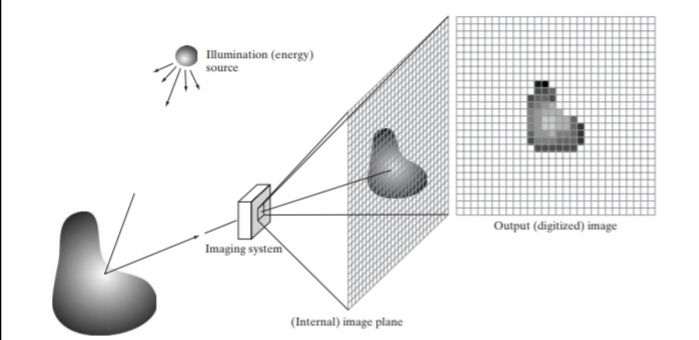 Illumination (energy)
source
Imaging system
Output (digitized) image
(Internal) image plane